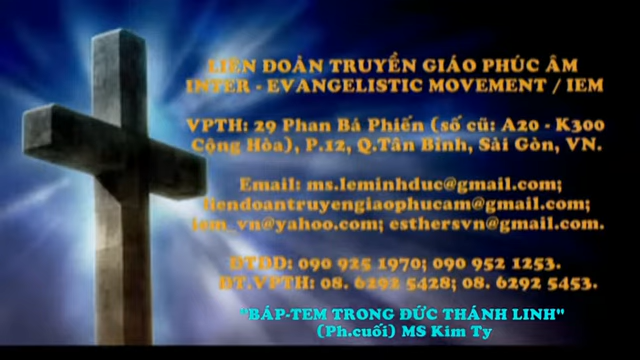 LIÊN ĐOÀN TRUYỀN GIÁO PHÚC ÂM
INTER - EVANGELISTIC MOVEMENT / IEM
VPTH: 29 Phan Bá Phiến (số cũ: A20 - K300
Cộng Hòa), P.12, Q.Tân Bình, Sài Gòn, VN.
Email: ms.leminhduc@gmail.com;
liendoantruyengiaophucam@gmail.com;
iem_vn@yahoo.com; esthersvn@gmail.com.
ĐTDĐ: 090 925 1970; 090 952 1253.
ĐT.VPTH: 08. 6292 5428; 08. 6292 5453.
"BÁP-TEM TRONG ĐỨC THÁNH LINH"
(Ph.cuối) MS Kim Ty